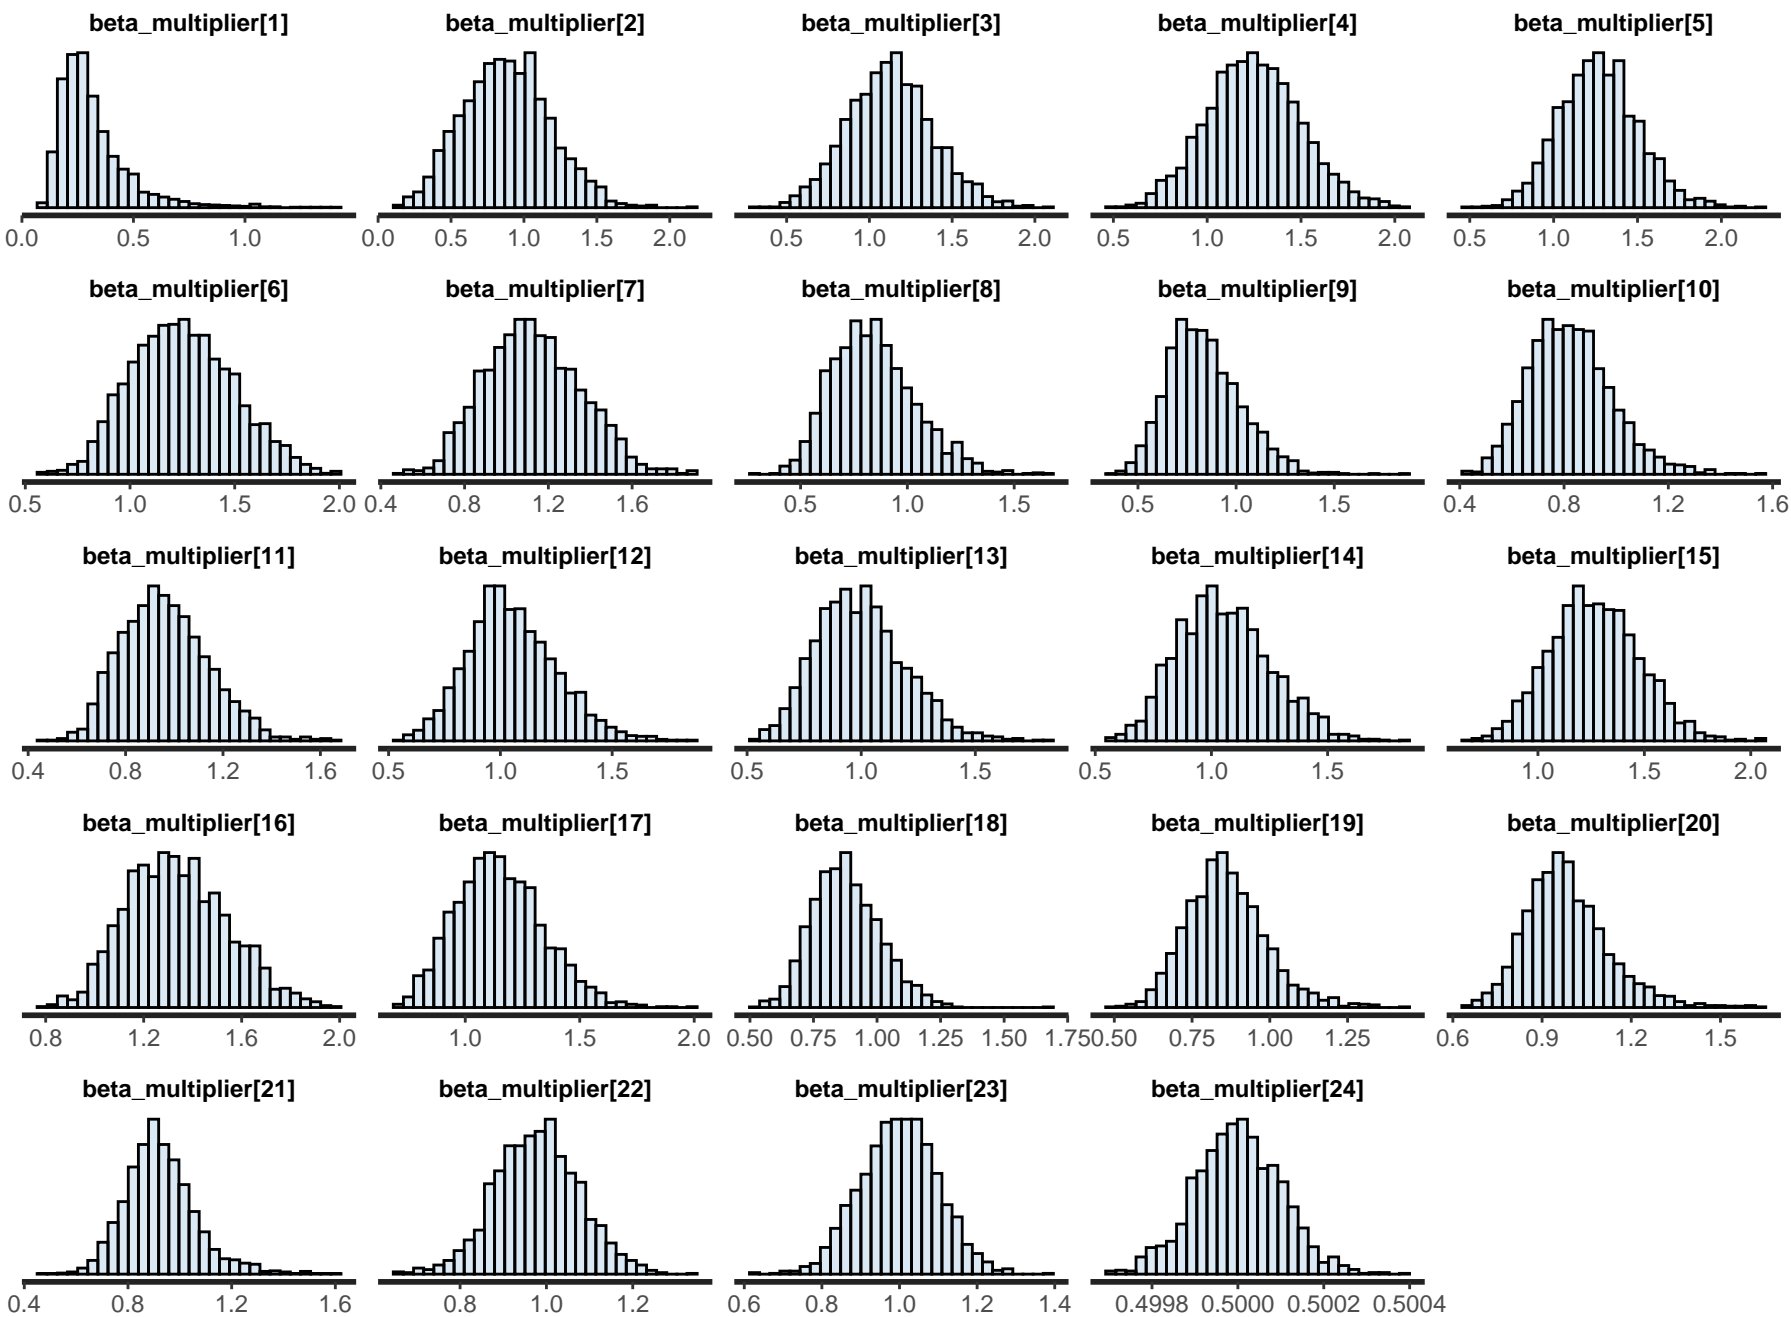 beta_multiplier[1] beta_multiplier[2] beta_multiplier[3] beta_multiplier[4] beta_multiplier[5]
0.0 0.5 1.0 0.0 0.5 1.0 1.5 2.0 0.5 1.0 1.5 2.0 0.5 1.0 1.5 2.0 0.5 1.0 1.5 2.0
beta_multiplier[6] beta_multiplier[7] beta_multiplier[8] beta_multiplier[9] beta_multiplier[10]
0.5 1.0 1.5 2.0 0.4 0.8 1.2 1.6 0.5 1.0 1.5 0.5 1.0 1.5 0.4 0.8 1.2 1.6
beta_multiplier[11] beta_multiplier[12] beta_multiplier[13] beta_multiplier[14] beta_multiplier[15]
0.4 0.8 1.2 1.6 0.5 1.0 1.5 0.5 1.0 1.5 0.5 1.0 1.5 1.0 1.5 2.0
beta_multiplier[16] beta_multiplier[17] beta_multiplier[18] beta_multiplier[19] beta_multiplier[20]
0.8 1.2 1.6 2.0 1.0 1.5 2.0 0.50 0.75 1.00 1.25 1.50 1.75 0.50 0.75 1.00 1.25 0.6 0.9 1.2 1.5
beta_multiplier[21] beta_multiplier[22] beta_multiplier[23] beta_multiplier[24]
0.4 0.8 1.2 1.6 0.8 1.0 1.2 0.6 0.8 1.0 1.2 1.4 0.4998 0.5000 0.5002 0.5004